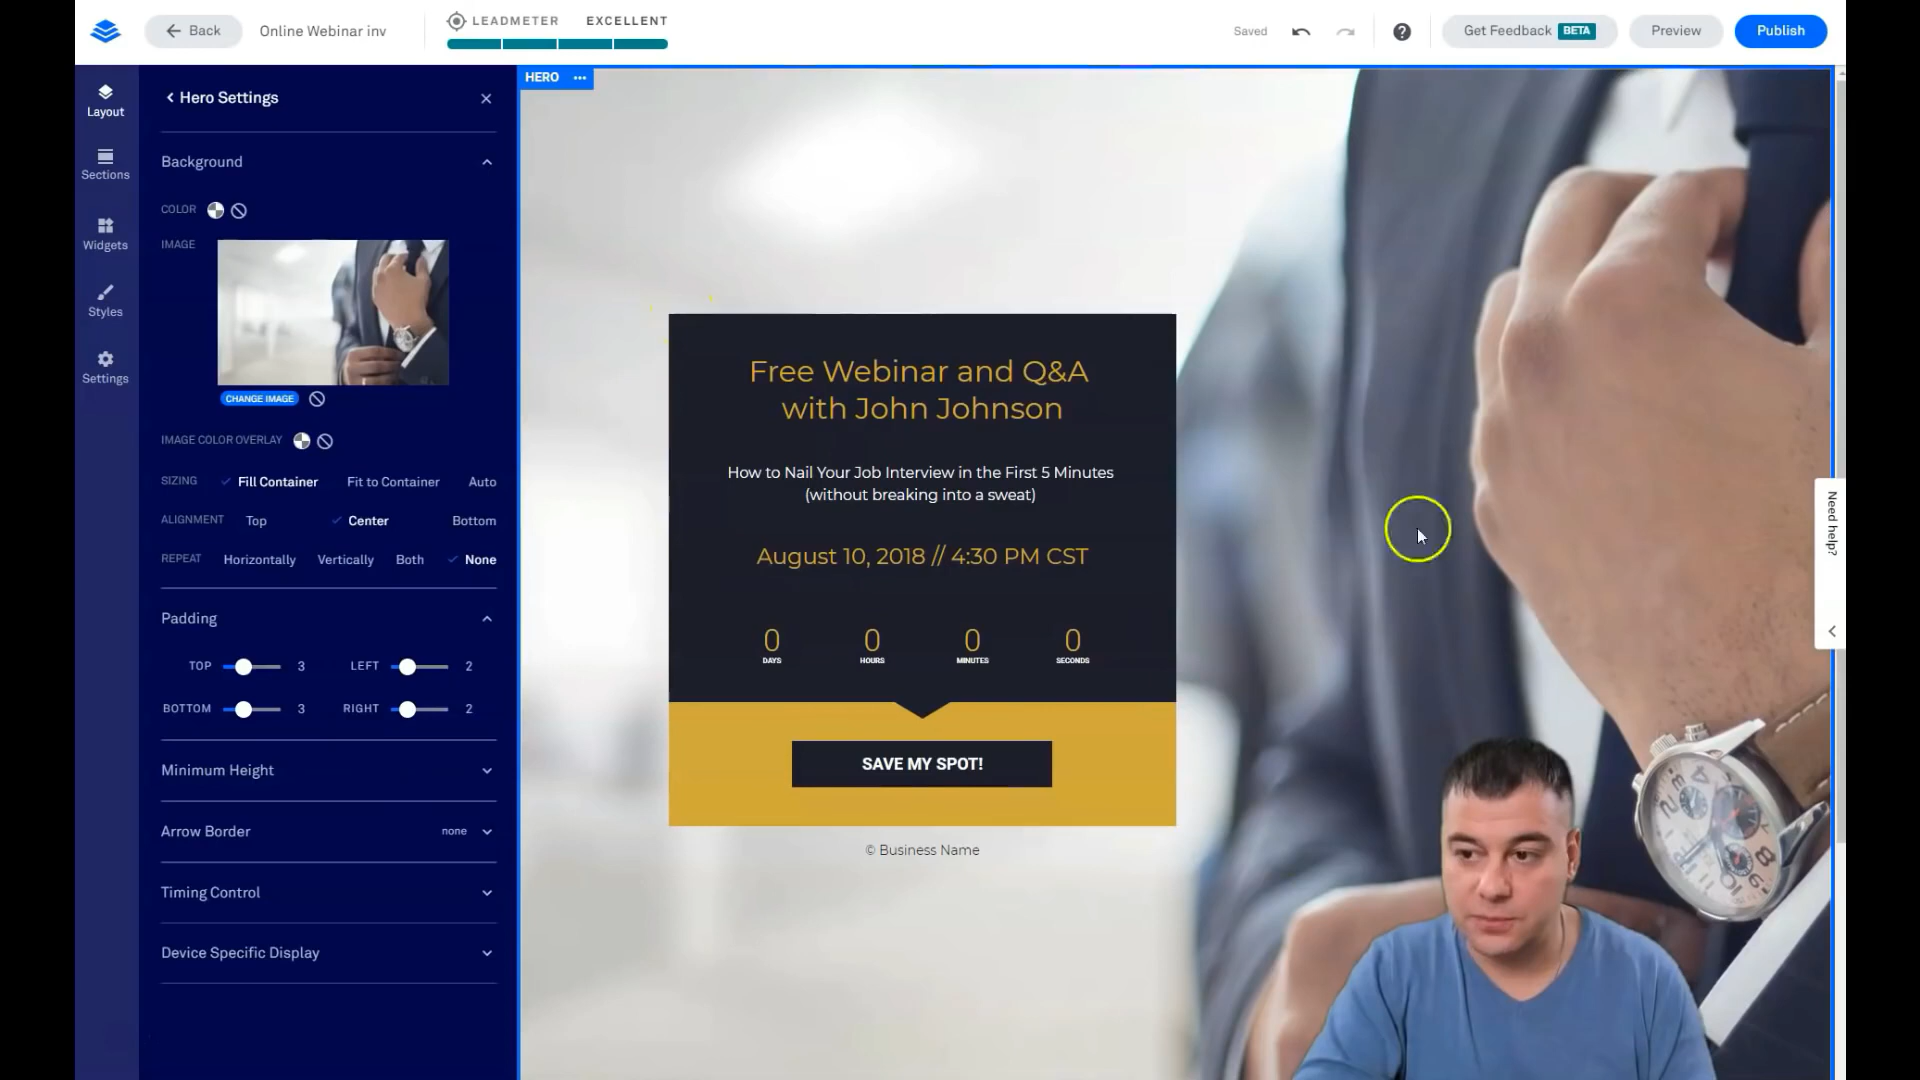 Back
Online Webinar inv
LEADMETER EXCELLENT
Saved
Get Feedback BETA
Preview
Publish
Layout
Sections
Widgets
Styles
Settings
Hero Settings
Background
COLOR
IMAGE
CHANGE IMAGE
IMAGE COLOR OVERLAY
SIZING Fill Container Fit to Container Auto
ALIGNMENT Top Center Bottom
REPEAT Horizontally Vertically Both None
Padding
TOP 3 LEFT 2
BOTTOM 3 RIGHT 2
Minimum Height
Arrow Border none
Timing Control
Device Specific Display
HERO
Free Webinar and Q&A
with John Johnson
How to Nail Your Job Interview in the First 5 Minutes
(without breaking into a sweat)
August 10, 2018 // 4:30 PM CST
0 0 0 0
DAYS HOURS MINUTES SECONDS
SAVE MY SPOT!
© Business Name
Need help?